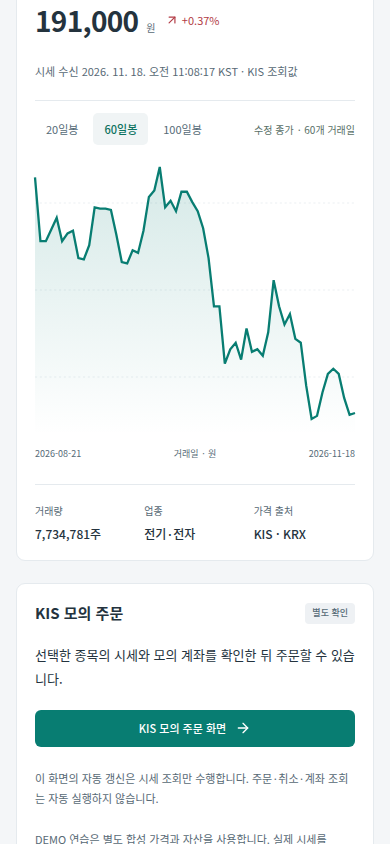 191,000 원 +0.37%
시세 수신 2026. 11. 18. 오전 11:08:17 KST · KIS 조회값
20일봉 60일봉 100일봉 수정 종가 · 60개 거래일
2026-08-21 거래일 · 원 2026-11-18
거래량 업종 가격 출처
7,734,781주 전기·전자 KIS · KRX
KIS 모의 주문 별도 확인
선택한 종목의 시세와 모의 계좌를 확인한 뒤 주문할 수 있습
니다.
KIS 모의 주문 화면
이 화면의 자동 갱신은 시세 조회만 수행합니다. 주문·취소·계좌 조회
는 자동 실행하지 않습니다.
DEMO 연습은 별도 합성 가격과 자산을 사용합니다. 실제 시세를